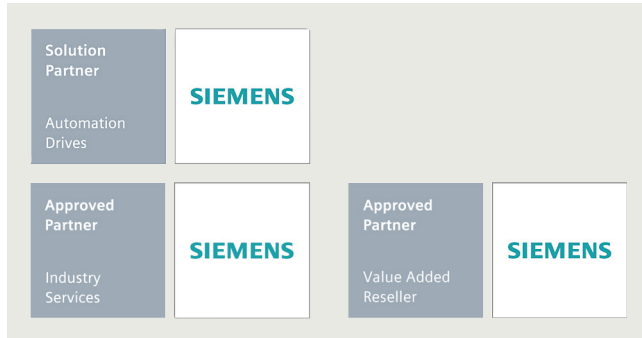 Solution
Partner
Automation
Drives
SIEMENS
Approved
Partner
Industry
Services
SIEMENS
Approved
Partner
Value Added
Reseller
SIEMENS